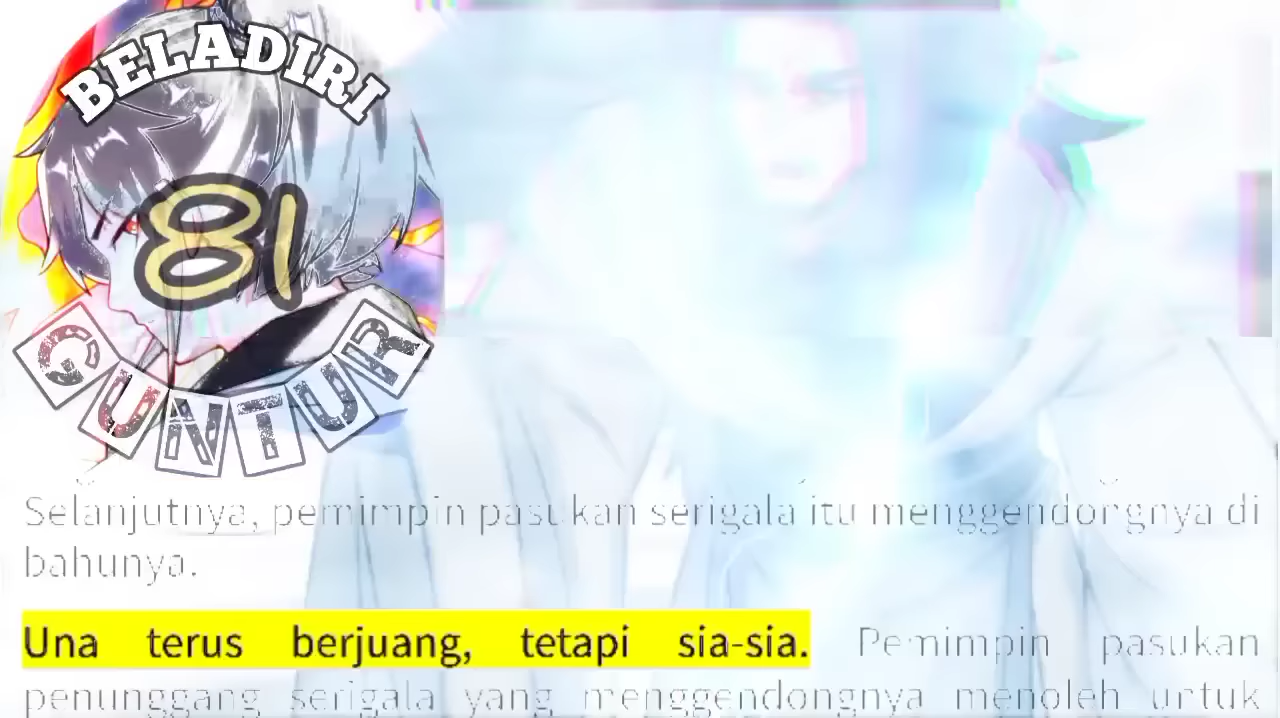 BELADIRI
81
GUNTUR
Selanjutnya, pemimpin pasukan serigala itu menggendongnya di
bahunya.
Una terus berjuang, tetapi sia-sia. Pemimpin pasukan
penunggang serigala yang menggendongnya menoleh untuk